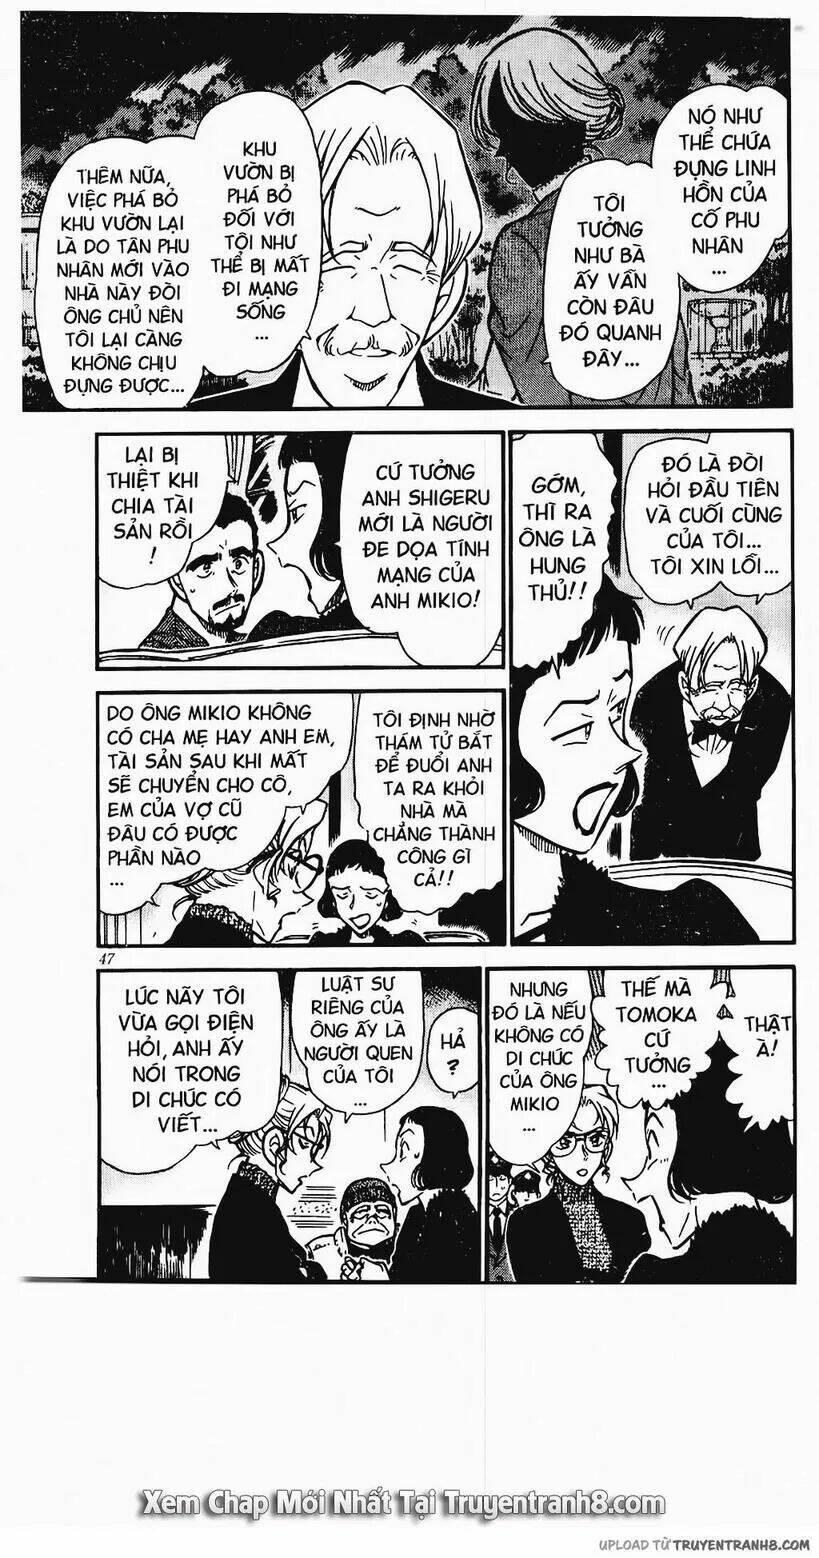 NÓ NHƯ
THỂ CHỨA
ĐỰNG LINH
HỒN CỦA
CỐ PHU
NHÂN
...
TÔI
TƯỞNG
NHƯ BÀ
ẤY VẪN
CÒN ĐÂU
ĐÓ QUANH
ĐÂY...
KHU
VƯỜN BỊ
PHÁ BỎ
ĐỐI VỚI
TÔI NHƯ
THỂ BỊ MẤT
ĐI MẠNG
SỐNG
...
THÊM NỮA,
VIỆC PHÁ BỎ
KHU VƯỜN LẠI
LÀ DO TÂN PHU
NHÂN MỚI VÀO
NHÀ NÀY ĐÒI
ÔNG CHỦ NÊN
TÔI LẠI CÀNG
KHÔNG CHỊU
ĐỰNG ĐƯỢC...
ĐÓ LÀ ĐÒI
HỎI ĐẦU TIÊN
VÀ CUỐI CÙNG
CỦA TÔI...
TÔI XIN LỖI...
GỚM,
THÌ RA
ÔNG LÀ
HUNG
THỦ!!
CỨ TƯỞNG
ANH SHIGERU
MỚI LÀ NGƯỜI
ĐE DỌA TÍNH
MẠNG CỦA
ANH MIKIO!
LẠI BỊ
THIỆT KHI
CHIA TÀI
SẢN RỒI
!
TÔI ĐỊNH NHỜ
THÁM TỬ BẮT
ĐỂ ĐUỔI ANH
TA RA KHỎI
NHÀ MÀ
CHẲNG THÀNH
CÔNG GÌ
CẢ!!
DO ÔNG MIKIO KHÔNG
CÓ CHA MẸ HAY ANH EM,
TÀI SẢN SAU KHI MẤT
SẼ CHUYỂN CHO CÔ,
EM CỦA VỢ CŨ
ĐÂU CÓ ĐƯỢC
PHẦN NÀO
...
47
THẬT
À!
THẾ MÀ
TOMOKA
CỨ
TƯỞNG
...
NHƯNG
ĐÓ LÀ NẾU
KHÔNG CÓ
DI CHÚC
CỦA ÔNG
MIKIO
...
HẢ
?
LUẬT SƯ
RIÊNG CỦA
ÔNG ẤY LÀ
NGƯỜI QUEN
CỦA TÔI
...
LÚC NÃY TÔI
VỪA GỌI ĐIỆN
HỎI, ANH ẤY
NÓI TRONG
DI CHÚC CÓ
VIẾT...
Xem Chap Mới Nhất Tại Truyentranh8.com
UPLOAD TỪ TRUYENTRANH8.COM